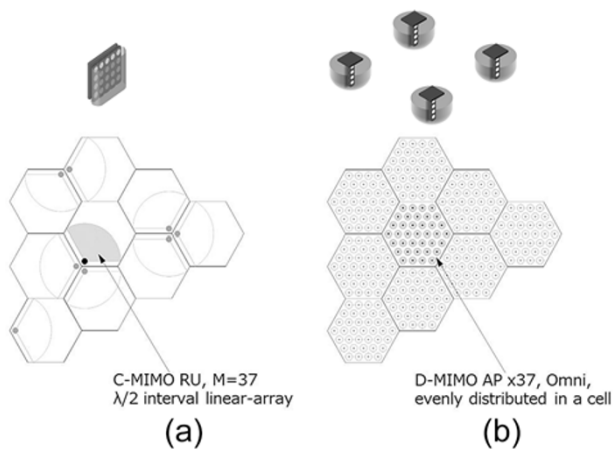 C-MIMO RU, M=37
λ/2 interval linear-array
(a)
D-MIMO AP x37, Omni,
evenly distributed in a cell
(b)